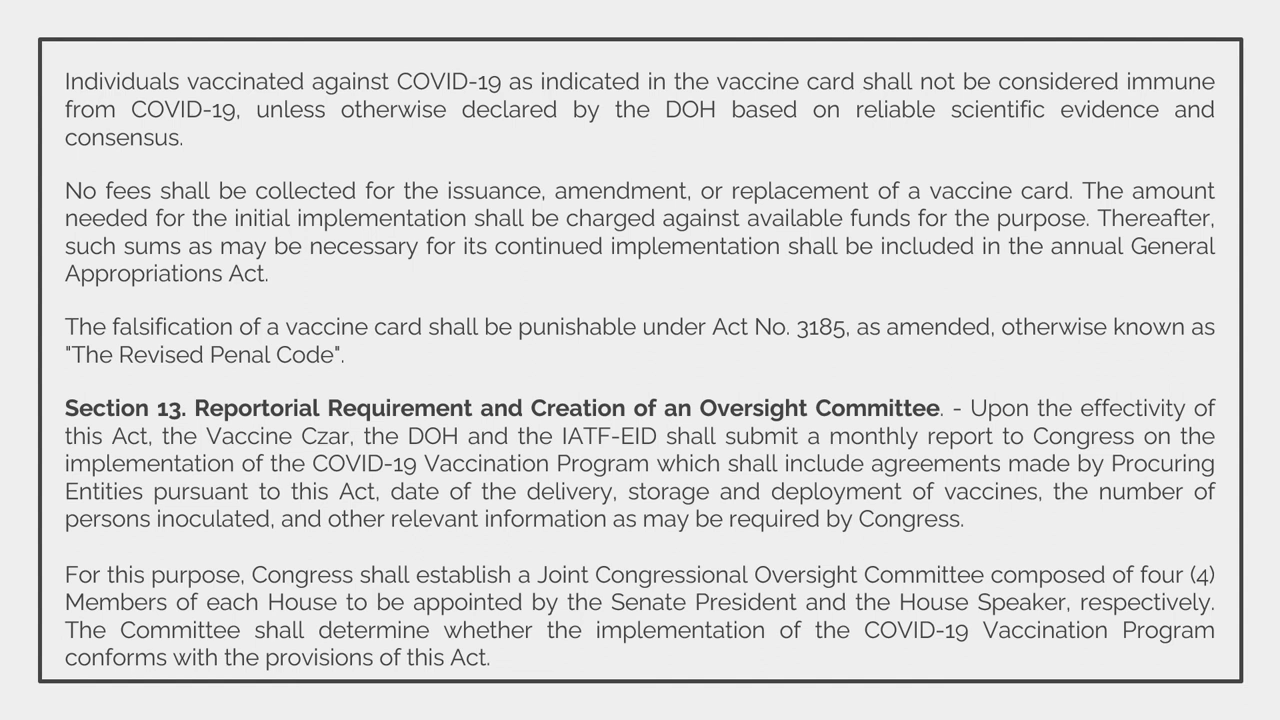 Individuals vaccinated against COVID-19 as indicated in the vaccine card shall not be considered immune
from COVID-19, unless otherwise declared by the DOH based on reliable scientific evidence and
consensus.
No fees shall be collected for the issuance, amendment, or replacement of a vaccine card. The amount
needed for the initial implementation shall be charged against available funds for the purpose. Thereafter,
such sums as may be necessary for its continued implementation shall be included in the annual General
Appropriations Act.
The falsification of a vaccine card shall be punishable under Act No. 3185, as amended, otherwise known as
"The Revised Penal Code".
Section 13. Reportorial Requirement and Creation of an Oversight Committee. - Upon the effectivity of
this Act, the Vaccine Czar, the DOH and the IATF-EID shall submit a monthly report to Congress on the
implementation of the COVID-19 Vaccination Program which shall include agreements made by Procuring
Entities pursuant to this Act, date of the delivery, storage and deployment of vaccines, the number of
persons inoculated, and other relevant information as may be required by Congress.
For this purpose, Congress shall establish a Joint Congressional Oversight Committee composed of four (4)
Members of each House to be appointed by the Senate President and the House Speaker, respectively.
The Committee shall determine whether the implementation of the COVID-19 Vaccination Program
conforms with the provisions of this Act.